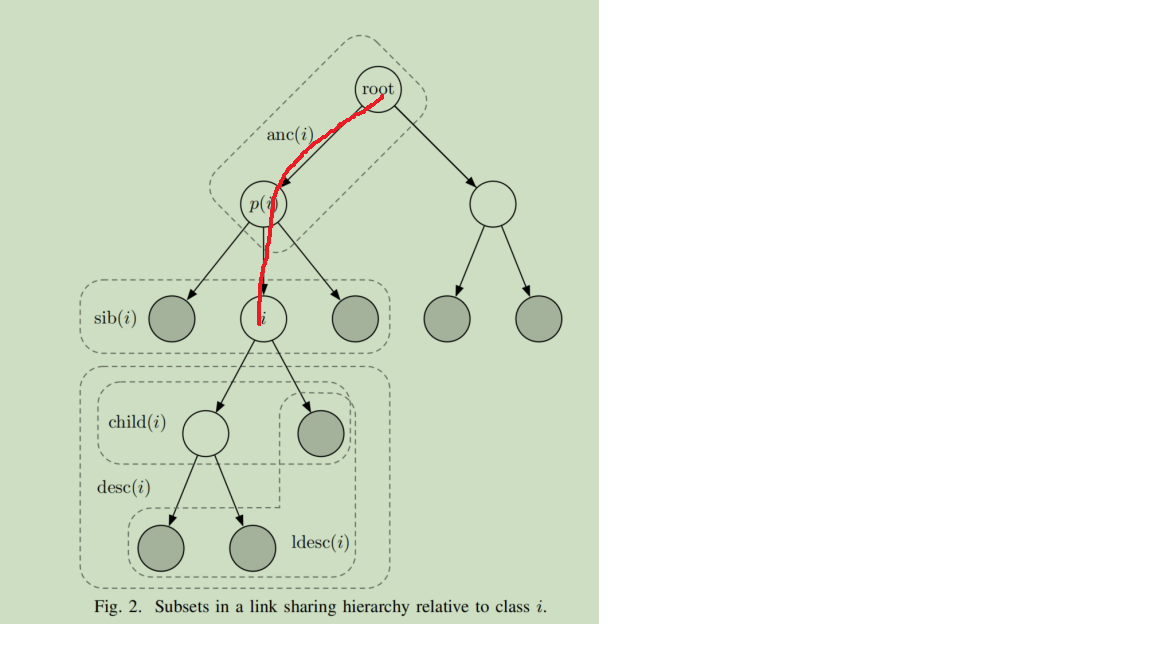 root
anc(i)
p(i)
sib(i)
i
child(i)
desc(i)
ldesc(i)
Fig. 2. Subsets in a link sharing hierarchy relative to class i.